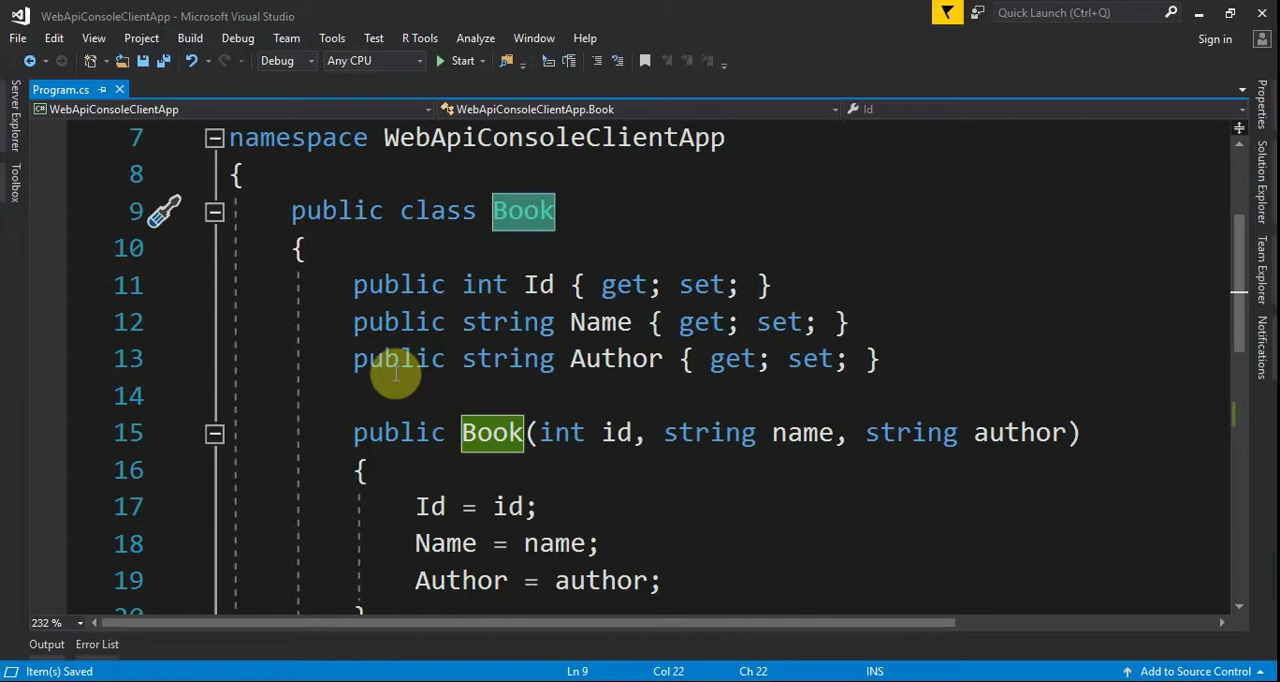 WebApiConsoleClientApp - Microsoft Visual Studio
Quick Launch (Ctrl+Q)
File Edit View Project Build Debug Team Tools Test R Tools Analyze Window Help
Sign in
Debug Any CPU Start
Program.cs
WebApiConsoleClientApp WebApiConsoleClientApp.Book Id
Server Explorer
Toolbox
Properties
Solution Explorer
Team Explorer
Notifications
7 namespace WebApiConsoleClientApp
8 {
9 public class Book
10 {
11 public int Id { get; set; }
12 public string Name { get; set; }
13 public string Author { get; set; }
14
15 public Book(int id, string name, string author)
16 {
17 Id = id;
18 Name = name;
19 Author = author;
20 }
232 %
Output Error List
Item(s) Saved Ln 9 Col 22 Ch 22 INS Add to Source Control